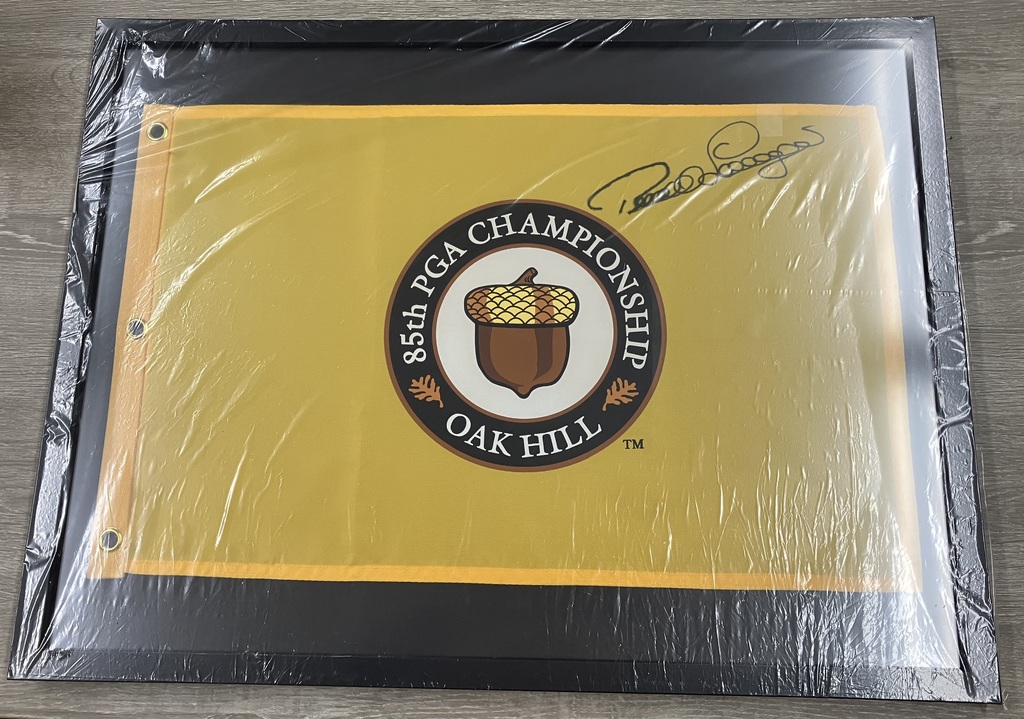 85th PGA CHAMPIONSHIP
OAK HILL
TM